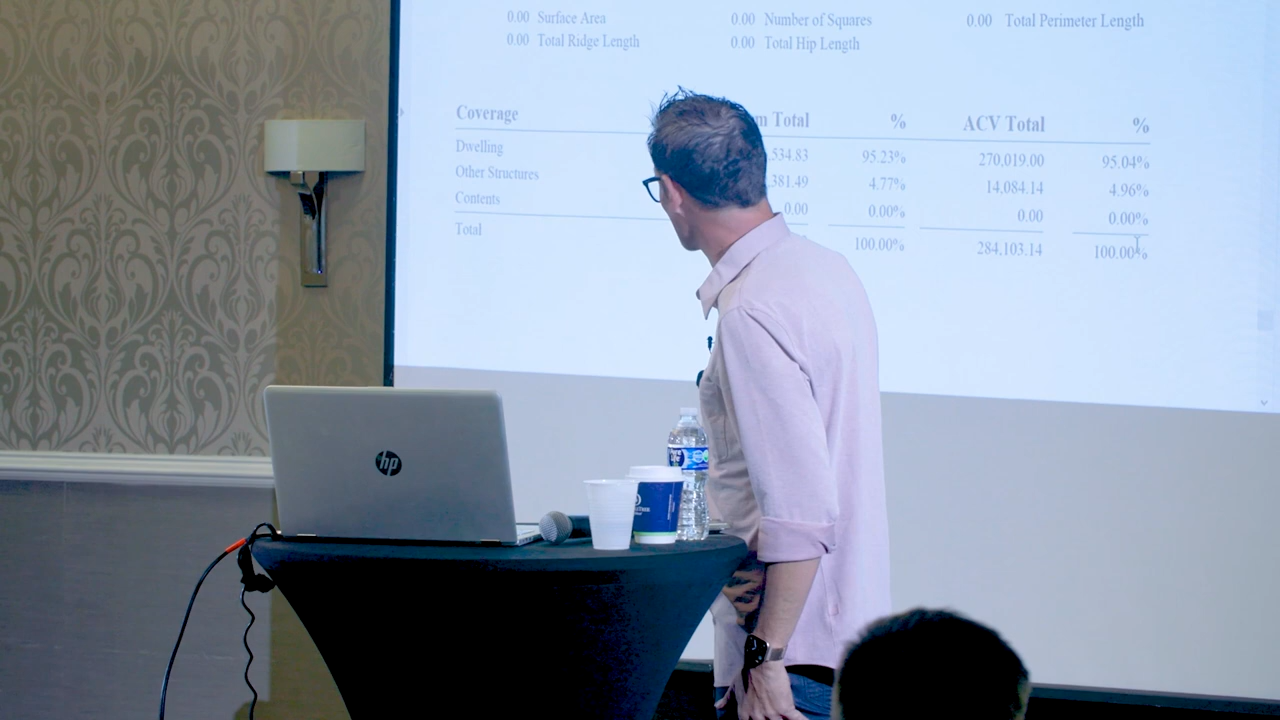 0.00 Surface Area 0.00 Number of Squares 0.00 Total Perimeter Length
0.00 Total Ridge Length 0.00 Total Hip Length
Coverage m Total % ACV Total %
Dwelling ,534.83 95.23% 270,019.00 95.04%
Other Structures ,381.49 4.77% 14,084.14 4.96%
Contents 0.00 0.00% 0.00 0.00%
Total 100.00% 284,103.14 100.00%
hp